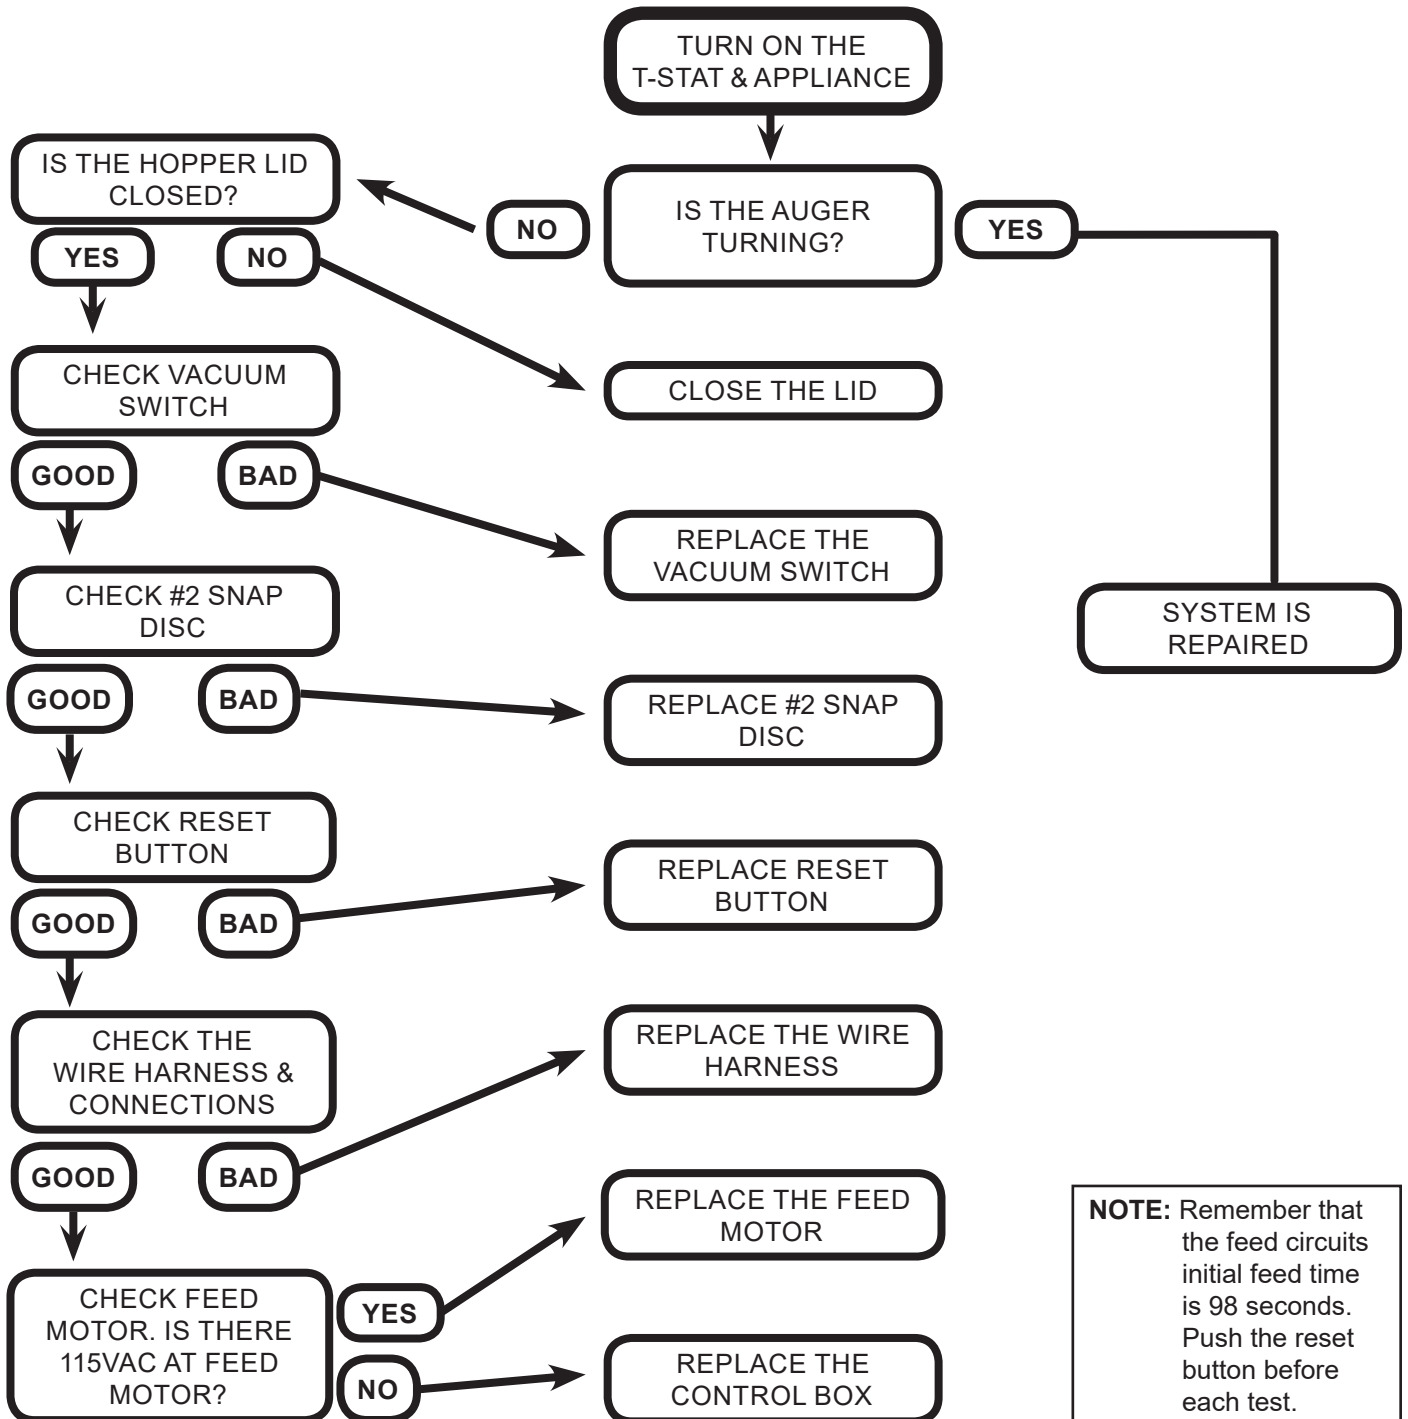 TURN ON THE
T-STAT & APPLIANCE
IS THE AUGER
TURNING?
NO
YES
IS THE HOPPER LID
CLOSED?
YES
NO
CLOSE THE LID
CHECK VACUUM
SWITCH
GOOD
BAD
REPLACE THE
VACUUM SWITCH
SYSTEM IS
REPAIRED
CHECK #2 SNAP
DISC
GOOD
BAD
REPLACE #2 SNAP
DISC
CHECK RESET
BUTTON
GOOD
BAD
REPLACE RESET
BUTTON
CHECK THE
WIRE HARNESS &
CONNECTIONS
GOOD
BAD
REPLACE THE WIRE
HARNESS
CHECK FEED
MOTOR. IS THERE
115VAC AT FEED
MOTOR?
YES
NO
REPLACE THE FEED
MOTOR
REPLACE THE
CONTROL BOX
NOTE: Remember that
the feed circuits
initial feed time
is 98 seconds.
Push the reset
button before
each test.